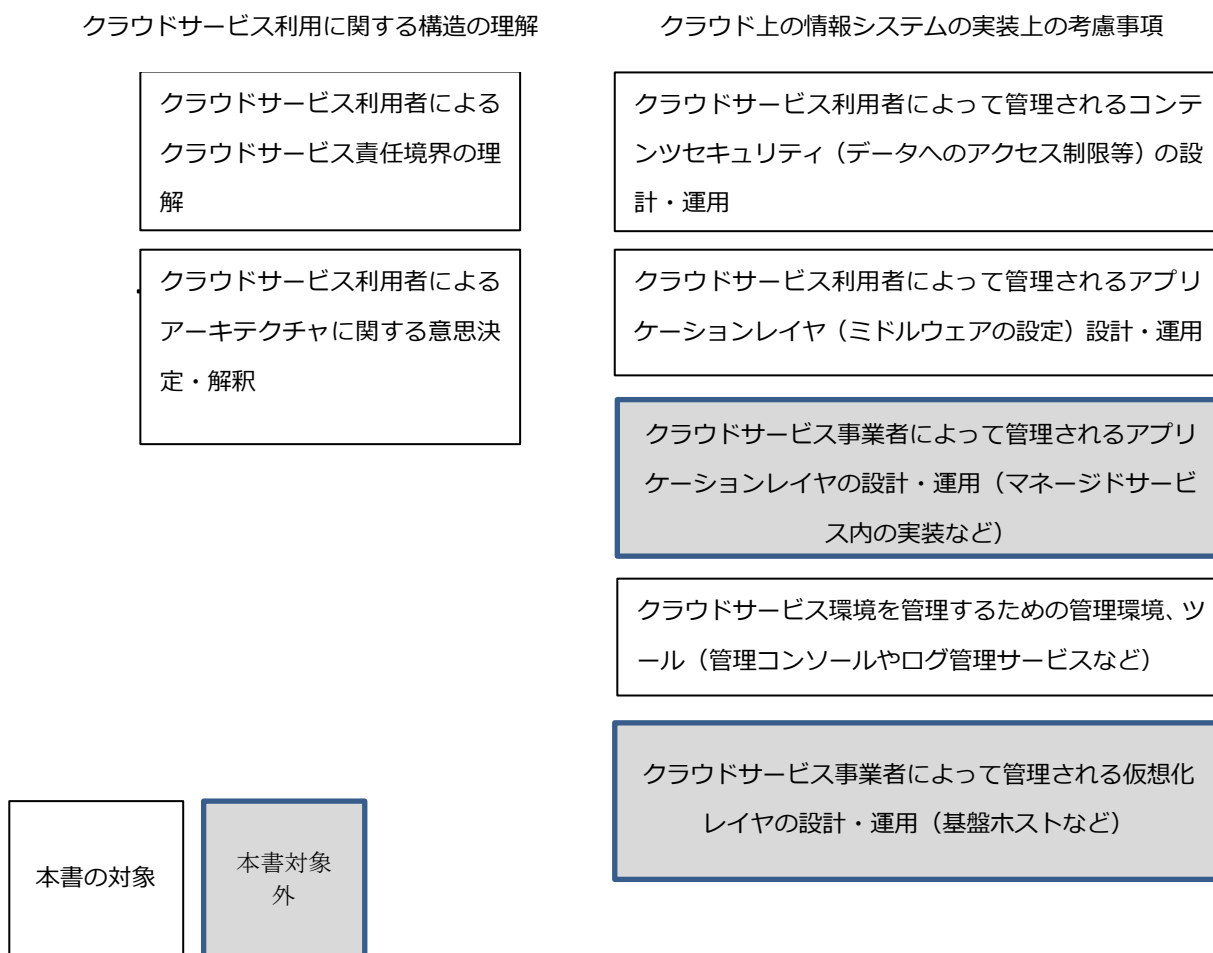 クラウドサービス利用に関する構造の理解
クラウドサービス利用者による
クラウドサービス責任境界の理
解
クラウドサービス利用者による
アーキテクチャに関する意思決
定・解釈
クラウド上の情報システムの実装上の考慮事項
クラウドサービス利用者によって管理されるコンテ
ンツセキュリティ（データへのアクセス制限等）の設
計・運用
クラウドサービス利用者によって管理されるアプリ
ケーションレイヤ（ミドルウェアの設定）設計・運用
クラウドサービス事業者によって管理されるアプリ
ケーションレイヤの設計・運用（マネージドサービ
ス内の実装など）
クラウドサービス環境を管理するための管理環境、ツ
ール（管理コンソールやログ管理サービスなど）
クラウドサービス事業者によって管理される仮想化
レイヤの設計・運用（基盤ホストなど）
本書の対象
本書対象
外